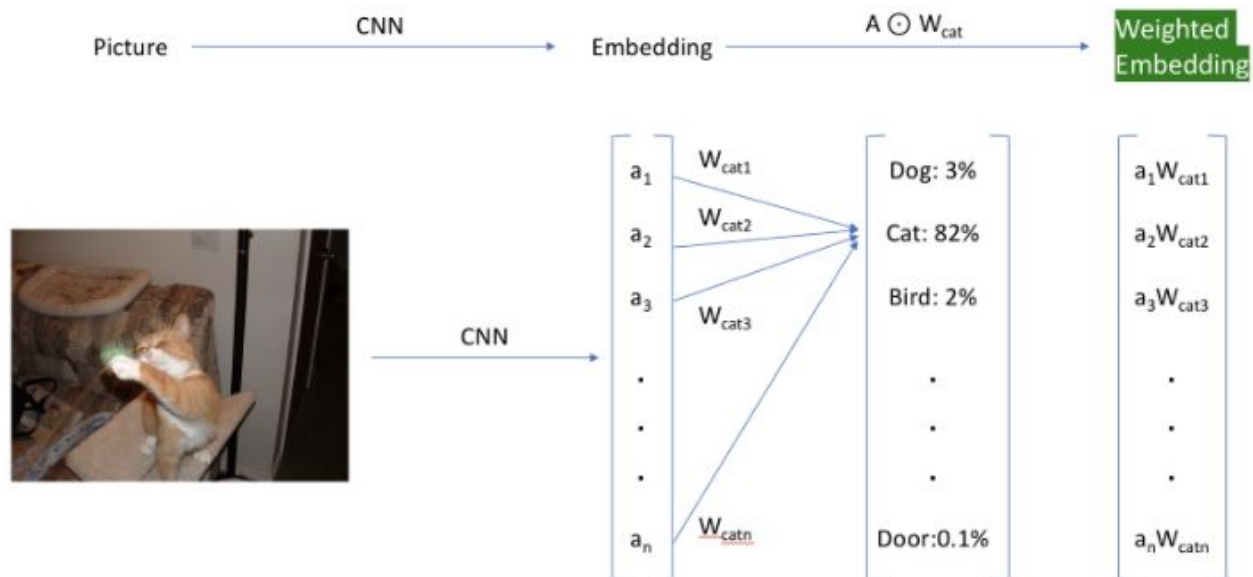 Picture
CNN
Embedding
A ⊙ Wcat
Weighted
Embedding
CNN
a1
a2
a3
.
.
.
an
Wcat1
Wcat2
Wcat3
Wcatn
Dog: 3%
Cat: 82%
Bird: 2%
.
.
.
Door:0.1%
a1Wcat1
a2Wcat2
a3Wcat3
.
.
.
anWcatn